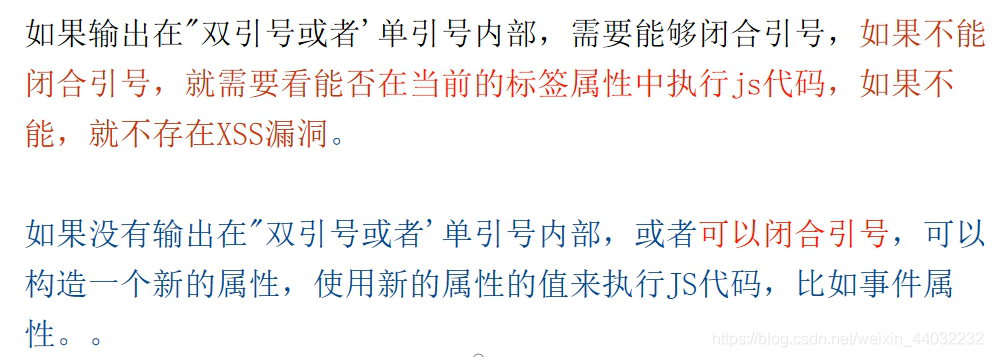 如果输出在"双引号或者'单引号内部，需要能够闭合引号，如果不能
闭合引号，就需要看能否在当前的标签属性中执行js代码，如果不
能，就不存在XSS漏洞。
如果没有输出在"双引号或者'单引号内部，或者可以闭合引号，可以
构造一个新的属性，使用新的属性的值来执行JS代码，比如事件属
性。。
https://blog.csdn.net/weixin_44032232